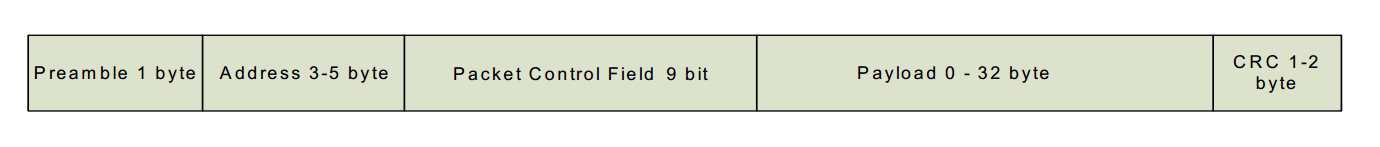 Preamble 1 byte
Address 3-5 byte
Packet Control Field 9 bit
Payload 0 - 32 byte
CRC 1-2
byte